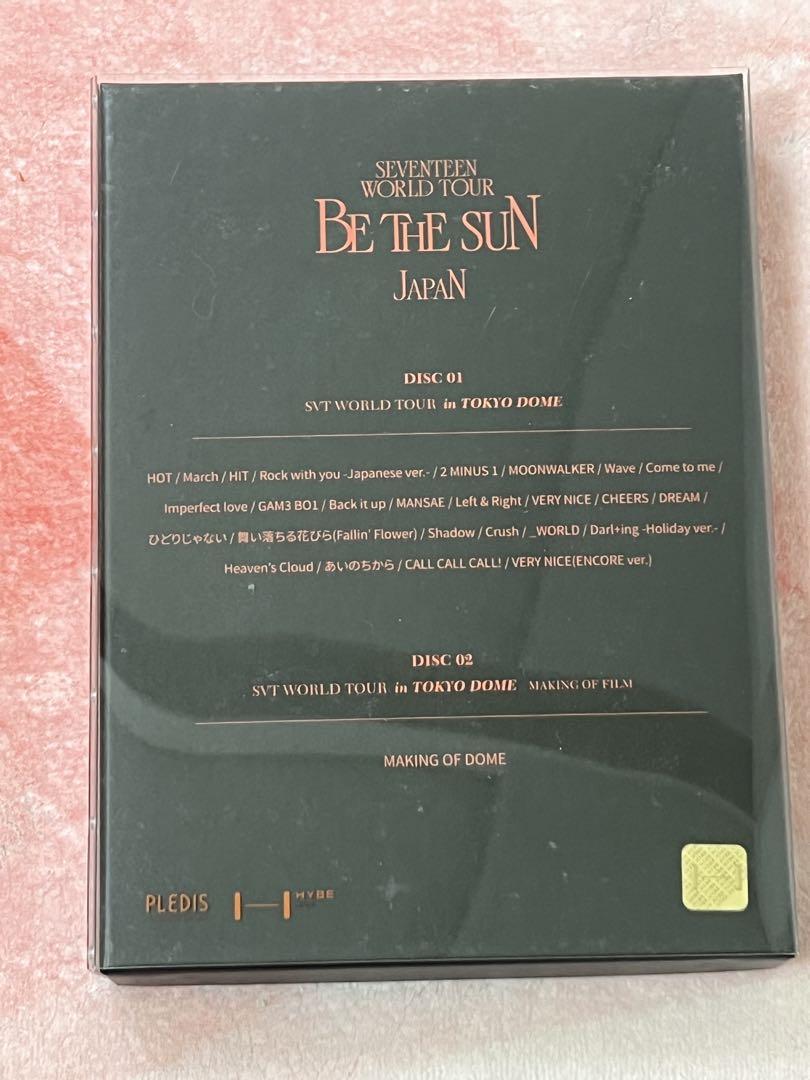 SEVENTEEN
WORLD TOUR
BE THE SUN
JAPAN
DISC 01
SVT WORLD TOUR in TOKYO DOME
HOT / March / HIT / Rock with you -Japanese ver.- / 2 MINUS 1 / MOONWALKER / Wave / Come to me /
Imperfect love / GAM3 BO1 / Back it up / MANSAE / Left & Right / VERY NICE / CHEERS / DREAM /
ひとりじゃない / 舞い落ちる花びら(Fallin' Flower) / Shadow / Crush / _WORLD / Darl+ing -Holiday ver.- /
Heaven's Cloud / あいのちから / CALL CALL CALL! / VERY NICE(ENCORE ver.)
DISC 02
SVT WORLD TOUR in TOKYO DOME MAKING OF FILM
MAKING OF DOME
PLEDIS HYBE